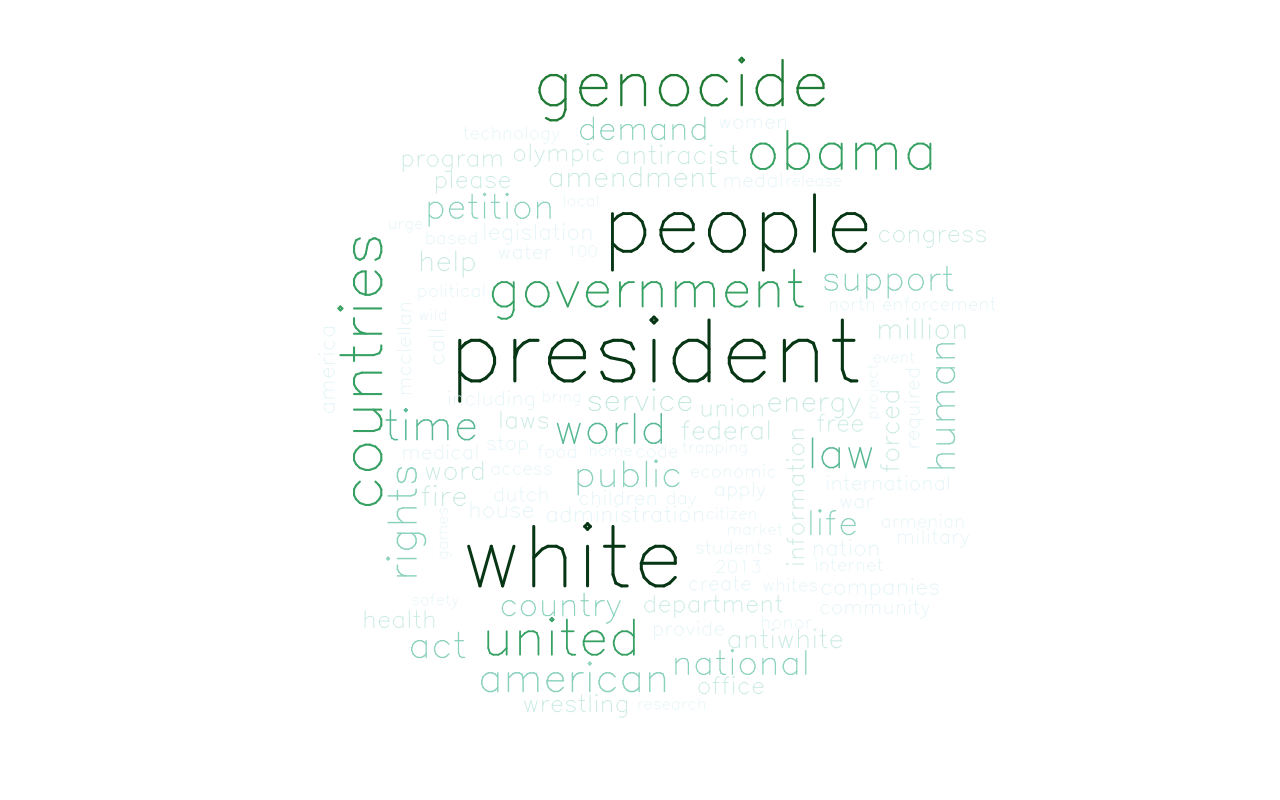 genocide
demand
women
technology
obama
program
olympic
antiracist
please
amendment
medal
release
petition
local
people
urge
based
legislation
congress
help
water
100
countries
political
government
support
wild
north
enforcement
america
mcclellan
call
president
million
event
human
including
bring
service
union
energy
project
required
forced
time
laws
world
federal
free
medical
stop
food
home
code
trapping
law
rights
word
access
public
economic
information
international
fire
dutch
children
day
apply
war
games
house
administration
citizen
life
armenian
market
military
white
students
nation
2013
internet
create
whites
companies
safety
country
department
community
health
provide
honor
act
united
antiwhite
national
american
office
wrestling
research